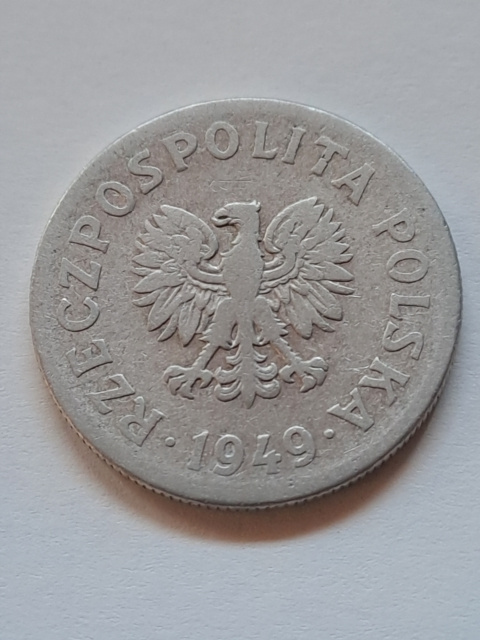 RZECZPOSPOLITA POLSKA
· 1949 ·